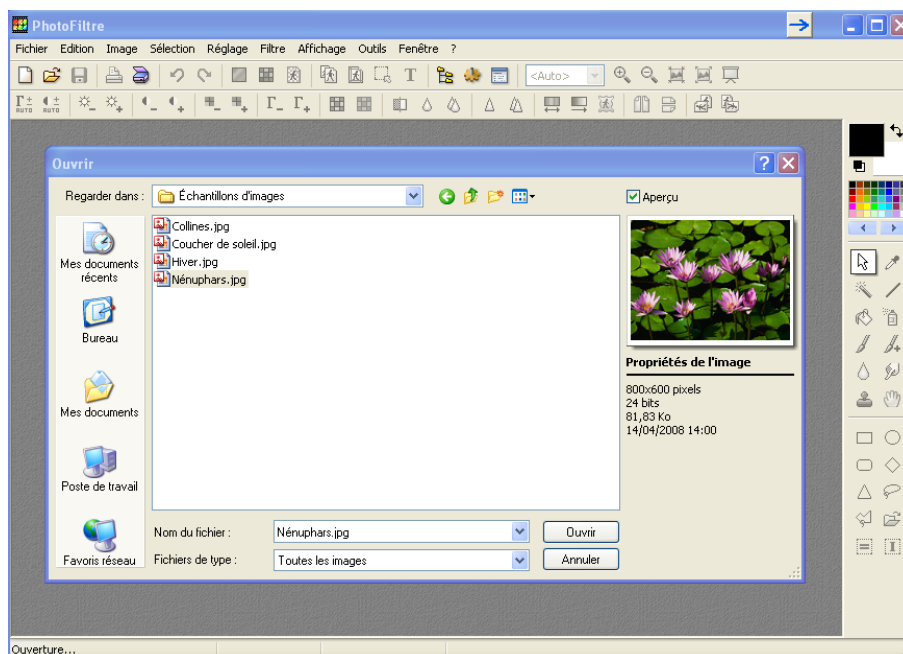 PhotoFiltre
Fichier Edition Image Sélection Réglage Filtre Affichage Outils Fenêtre ?
T <Auto>
AUTO AUTO
Ouvrir
Regarder dans : Échantillons d'images Aperçu
Collines.jpg
Coucher de soleil.jpg
Hiver.jpg
Nénuphars.jpg
Mes documents
récents
Bureau
Mes documents
Poste de travail
Favoris réseau
Propriétés de l'image
800x600 pixels
24 bits
81,83 Ko
14/04/2008 14:00
Nom du fichier : Nénuphars.jpg Ouvrir
Fichiers de type : Toutes les images Annuler
Ouverture...